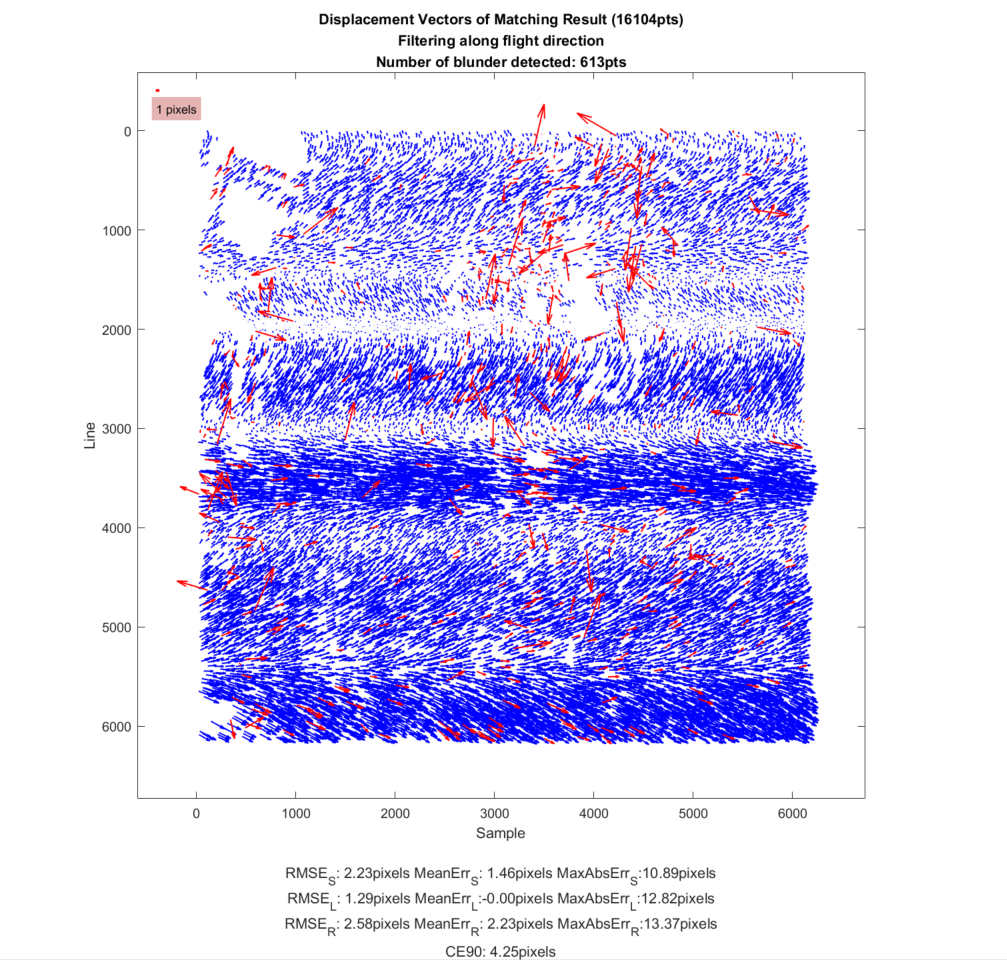 Displacement Vectors of Matching Result (16104pts)
Filtering along flight direction
Number of blunder detected: 613pts
1 pixels
0
1000
2000
3000
4000
5000
6000
Line
0 1000 2000 3000 4000 5000 6000
Sample
RMSE_S: 2.23pixels MeanErr_S: 1.46pixels MaxAbsErr_S:10.89pixels
RMSE_L: 1.29pixels MeanErr_L:-0.00pixels MaxAbsErr_L:12.82pixels
RMSE_R: 2.58pixels MeanErr_R: 2.23pixels MaxAbsErr_R:13.37pixels
CE90: 4.25pixels